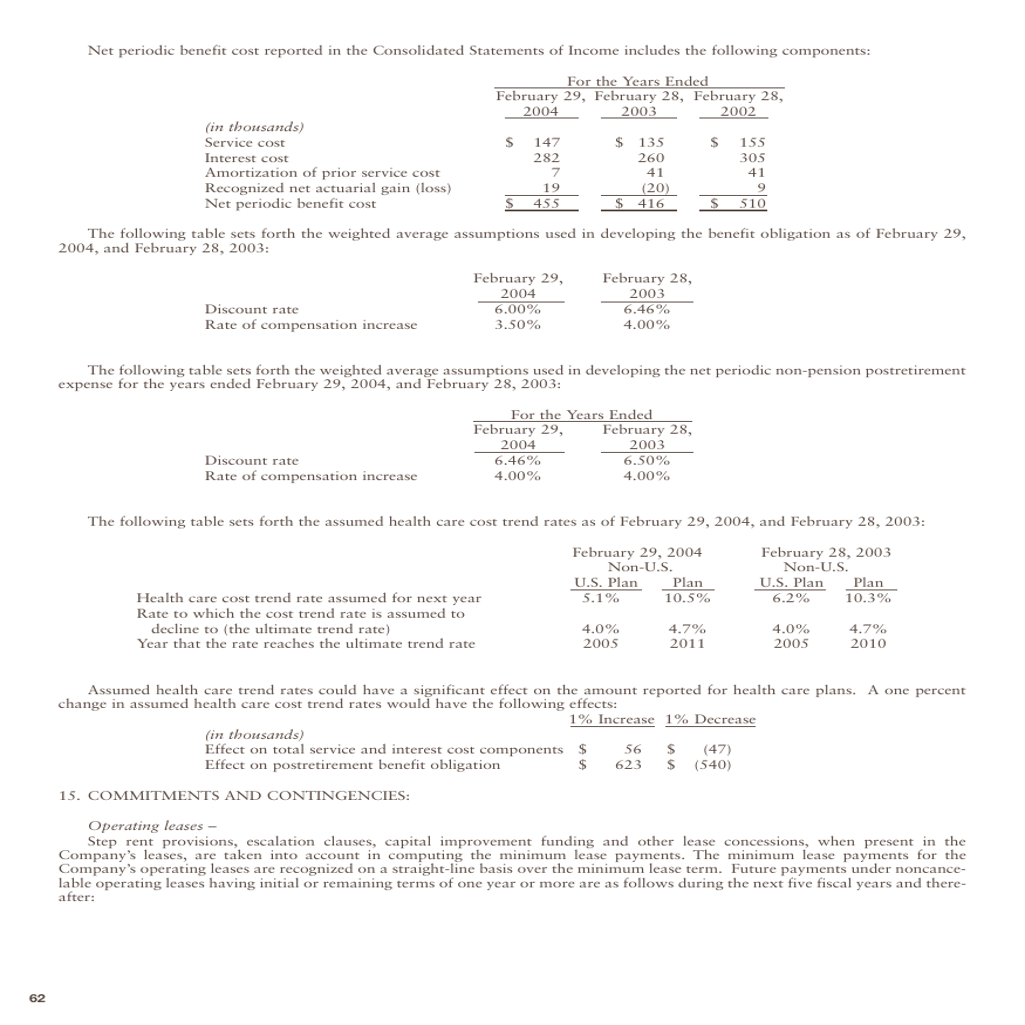 Net periodic benefit cost reported in the Consolidated Statements of Income includes the following components:
For the Years Ended
February 29, February 28, February 28,
2004 2003 2002
(in thousands)
Service cost $ 147 $ 135 $ 155
Interest cost 282 260 305
Amortization of prior service cost 7 41 41
Recognized net actuarial gain (loss) 19 (20) 9
Net periodic benefit cost $ 455 $ 416 $ 510
The following table sets forth the weighted average assumptions used in developing the benefit obligation as of February 29,
2004, and February 28, 2003:
February 29, February 28,
2004 2003
Discount rate 6.00% 6.46%
Rate of compensation increase 3.50% 4.00%
The following table sets forth the weighted average assumptions used in developing the net periodic non-pension postretirement
expense for the years ended February 29, 2004, and February 28, 2003:
For the Years Ended
February 29, February 28,
2004 2003
Discount rate 6.46% 6.50%
Rate of compensation increase 4.00% 4.00%
The following table sets forth the assumed health care cost trend rates as of February 29, 2004, and February 28, 2003:
February 29, 2004 February 28, 2003
Non-U.S. Non-U.S.
U.S. Plan Plan U.S. Plan Plan
Health care cost trend rate assumed for next year 5.1% 10.5% 6.2% 10.3%
Rate to which the cost trend rate is assumed to
decline to (the ultimate trend rate) 4.0% 4.7% 4.0% 4.7%
Year that the rate reaches the ultimate trend rate 2005 2011 2005 2010
Assumed health care trend rates could have a significant effect on the amount reported for health care plans. A one percent
change in assumed health care cost trend rates would have the following effects:
1% Increase 1% Decrease
(in thousands)
Effect on total service and interest cost components $ 56 $ (47)
Effect on postretirement benefit obligation $ 623 $ (540)
15. COMMITMENTS AND CONTINGENCIES:
Operating leases –
Step rent provisions, escalation clauses, capital improvement funding and other lease concessions, when present in the
Company's leases, are taken into account in computing the minimum lease payments. The minimum lease payments for the
Company's operating leases are recognized on a straight-line basis over the minimum lease term. Future payments under noncance-
lable operating leases having initial or remaining terms of one year or more are as follows during the next five fiscal years and there-
after:
62